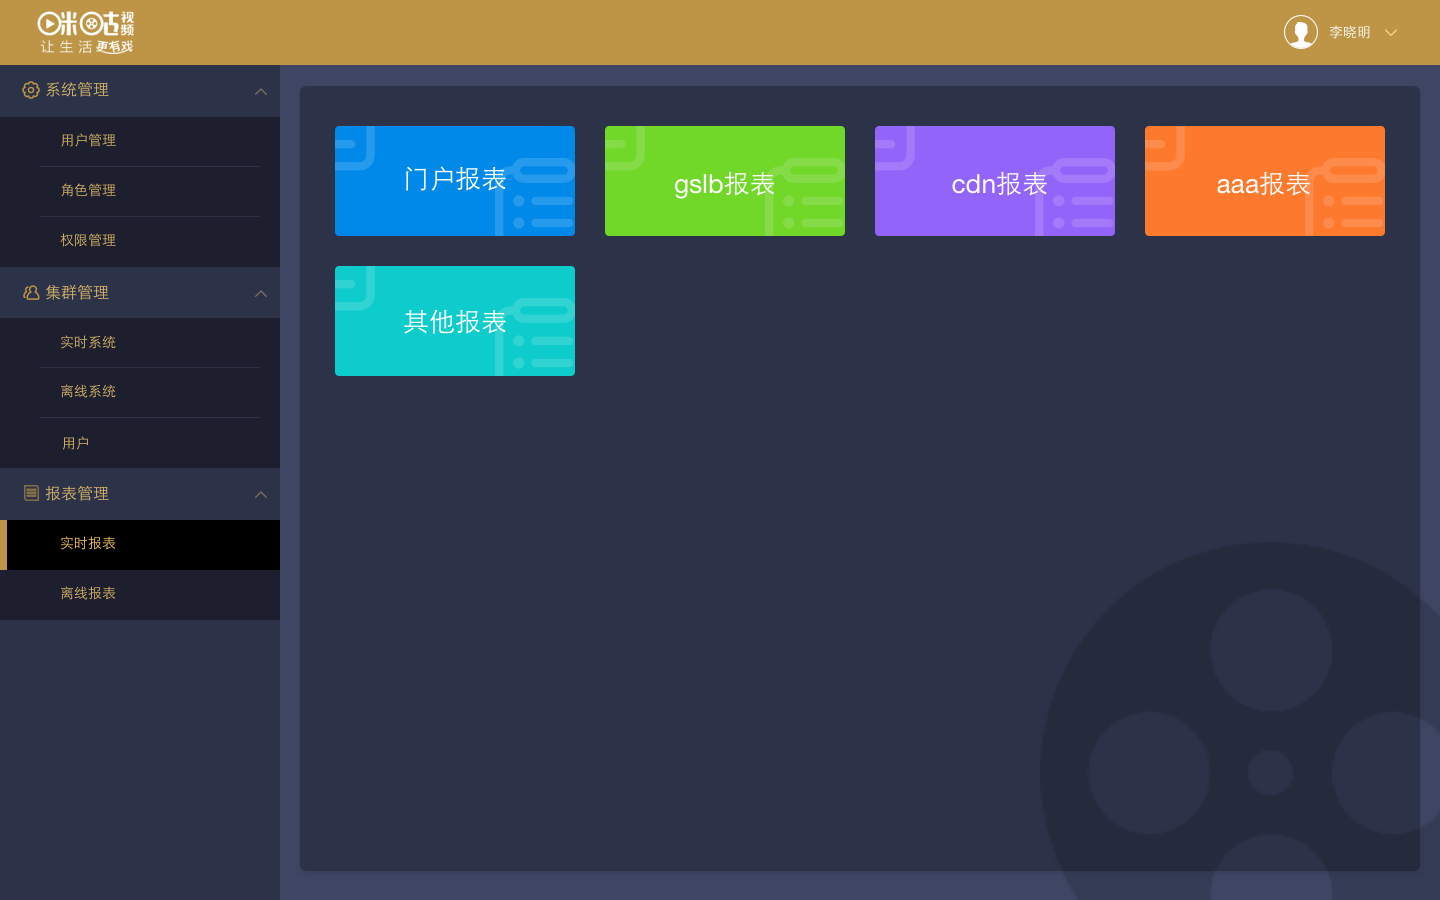 咪咕视频
让生活更有戏
李晓明
系统管理
用户管理
角色管理
权限管理
集群管理
实时系统
离线系统
用户
报表管理
实时报表
离线报表
门户报表
gslb报表
cdn报表
aaa报表
其他报表